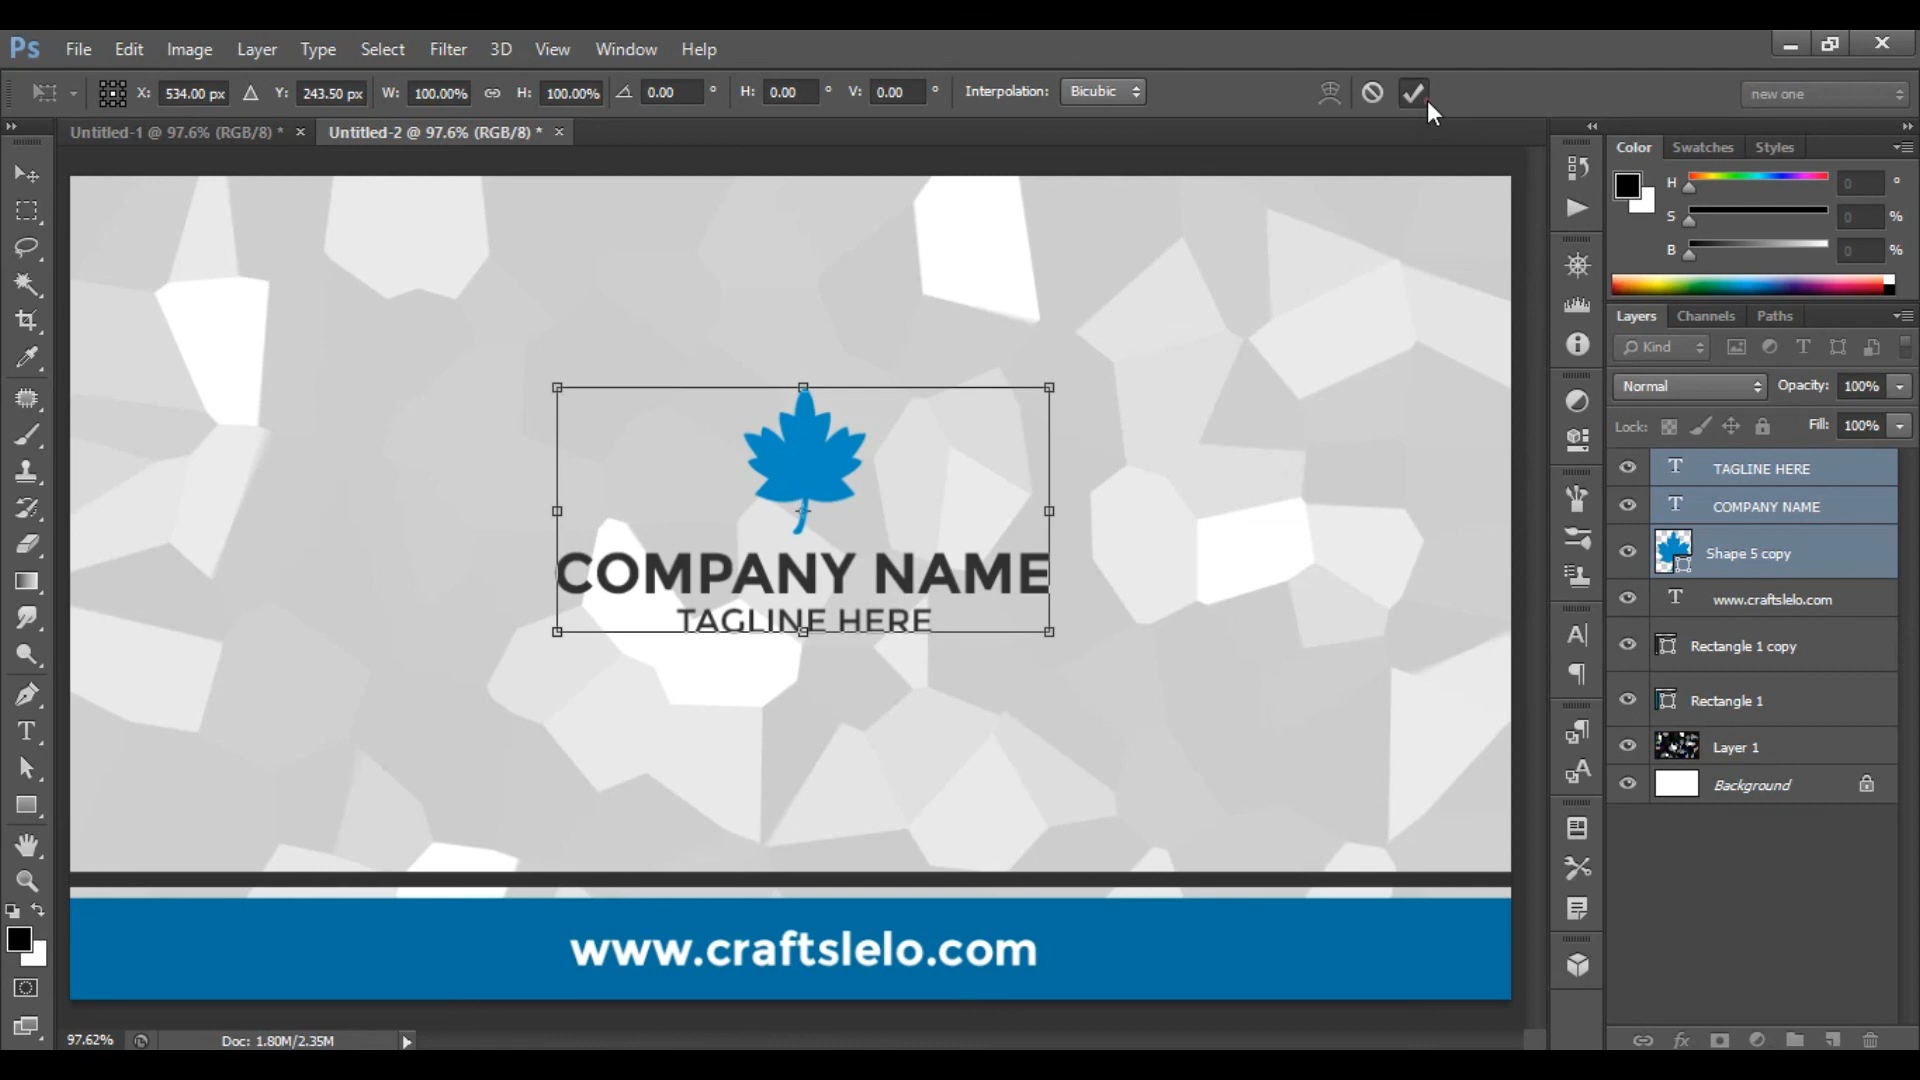 Ps File Edit Image Layer Type Select Filter 3D View Window Help
X: 534.00 px Y: 243.50 px W: 100.00% H: 100.00% 0.00 ° H: 0.00 ° V: 0.00 ° Interpolation: Bicubic new one
Untitled-1 @ 97.6% (RGB/8) * × Untitled-2 @ 97.6% (RGB/8) * ×
Color Swatches Styles
H 0 °
S 0 %
B 0 %
Layers Channels Paths
Kind
Normal Opacity: 100%
Lock: Fill: 100%
TAGLINE HERE
COMPANY NAME
Shape 5 copy
www.craftslelo.com
Rectangle 1 copy
Rectangle 1
Layer 1
Background
COMPANY NAME
TAGLINE HERE
www.craftslelo.com
97.62% Doc: 1.80M/2.35M